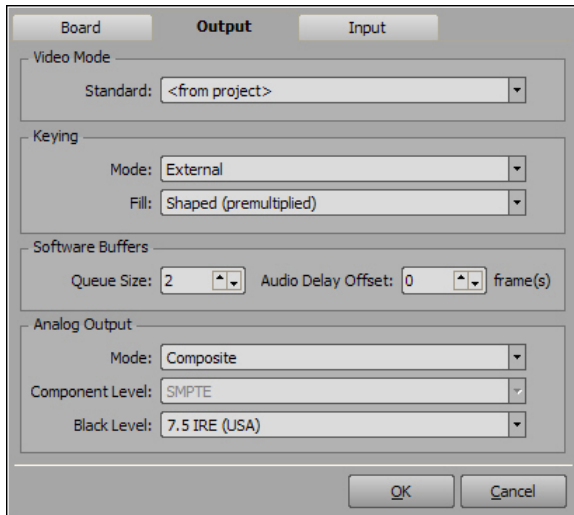 Board Output Input
Video Mode
Standard: <from project>
Keying
Mode: External
Fill: Shaped (premultiplied)
Software Buffers
Queue Size: 2 Audio Delay Offset: 0 frame(s)
Analog Output
Mode: Composite
Component Level: SMPTE
Black Level: 7.5 IRE (USA)
OK Cancel